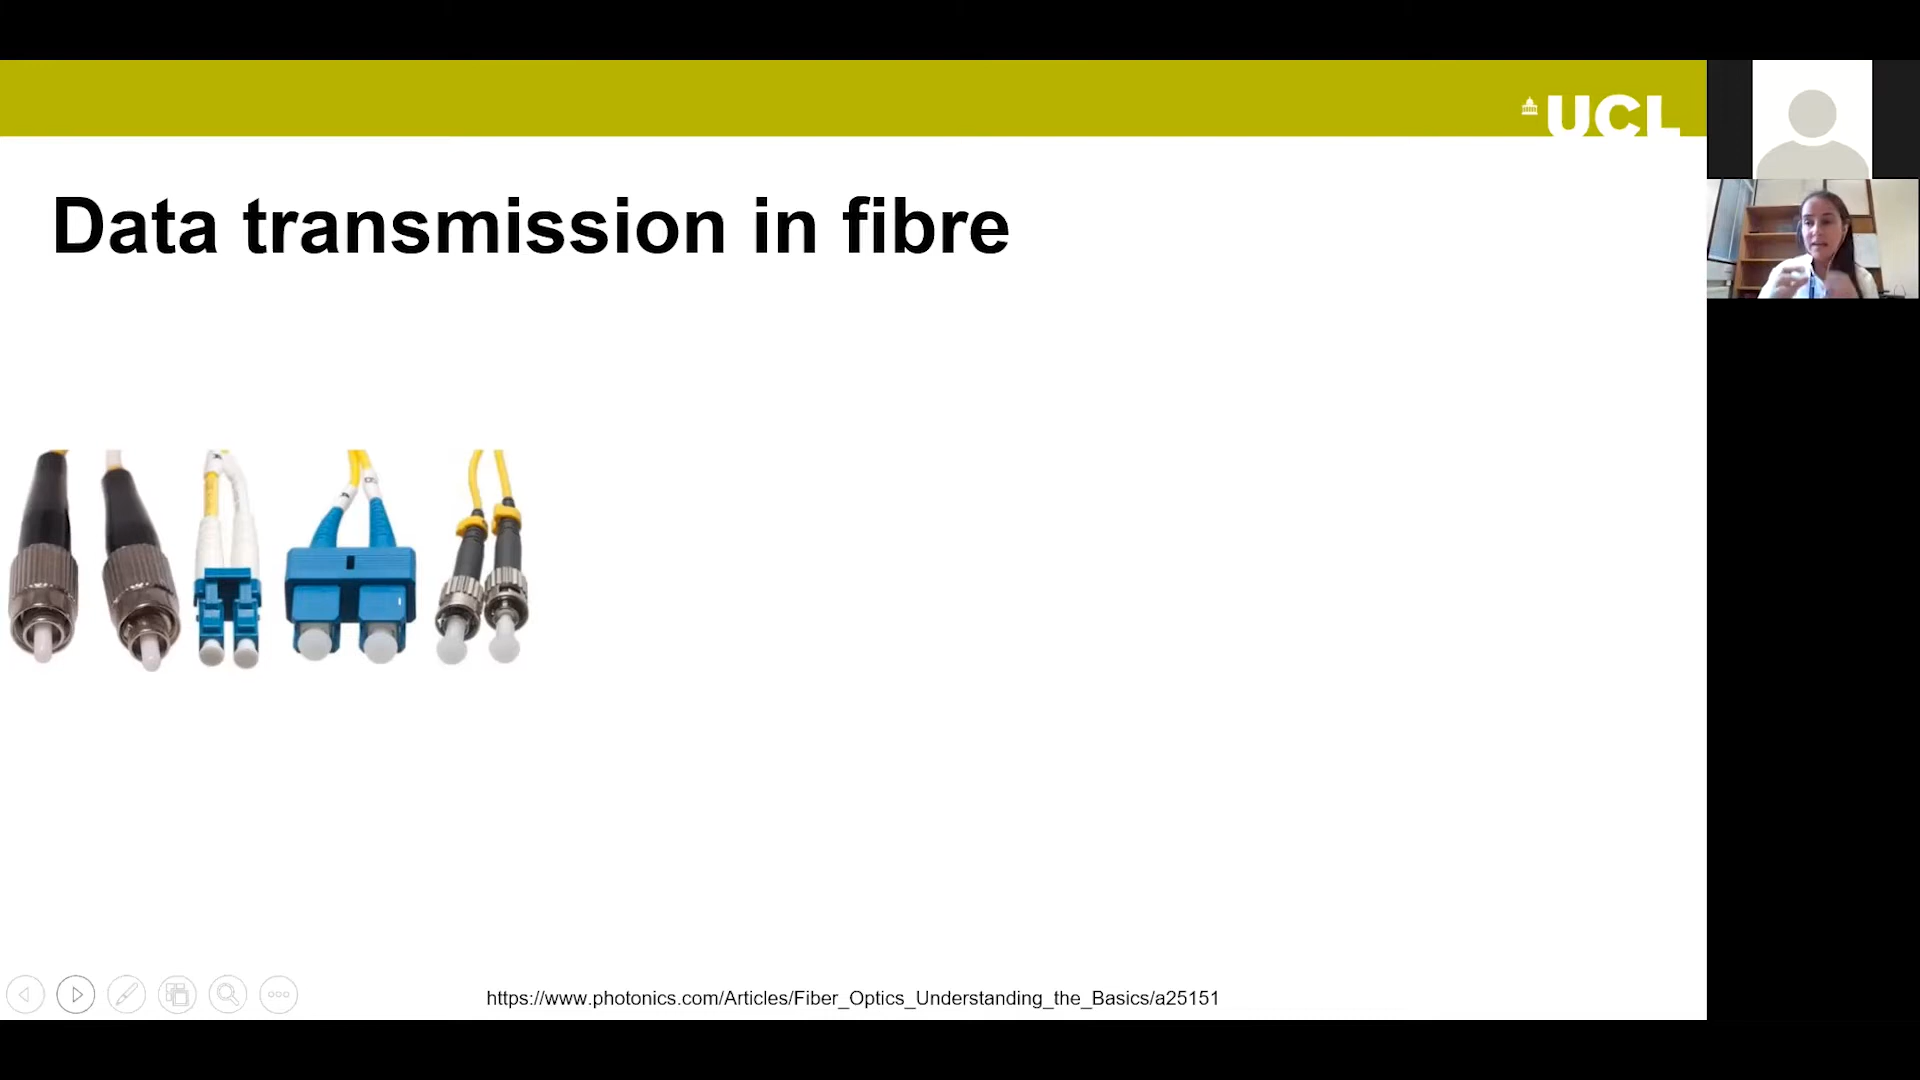 UCL
Data transmission in fibre
https://www.photonics.com/Articles/Fiber_Optics_Understanding_the_Basics/a25151